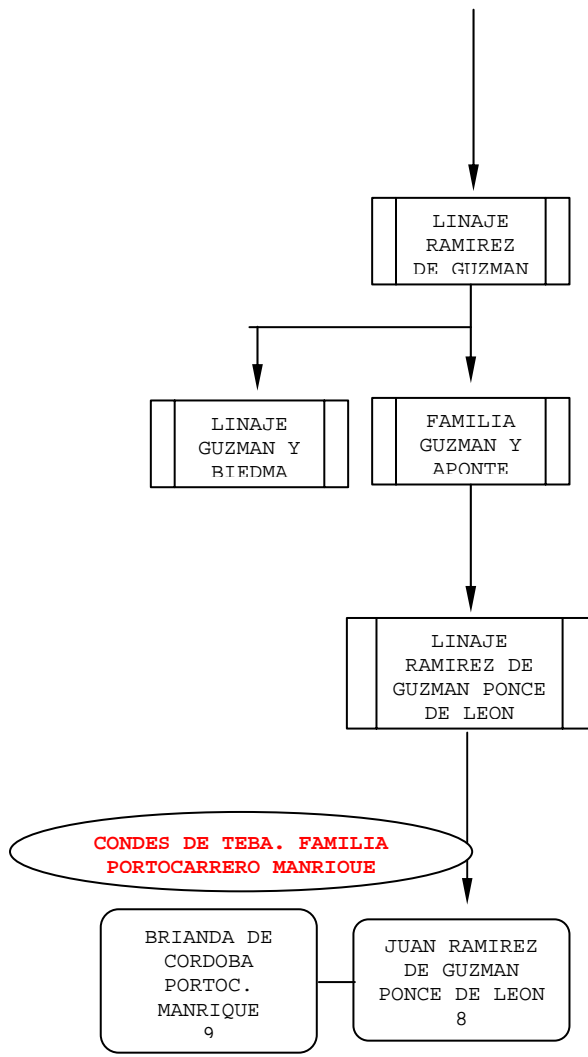 LINAJE
RAMIREZ
DE GUZMAN
LINAJE
GUZMAN Y
BIEDMA
FAMILIA
GUZMAN Y
APONTE
LINAJE
RAMIREZ DE
GUZMAN PONCE
DE LEON
CONDES DE TEBA. FAMILIA
PORTOCARRERO MANRIQUE
BRIANDA DE
CORDOBA
PORTOC.
MANRIQUE
9
JUAN RAMIREZ
DE GUZMAN
PONCE DE LEON
8